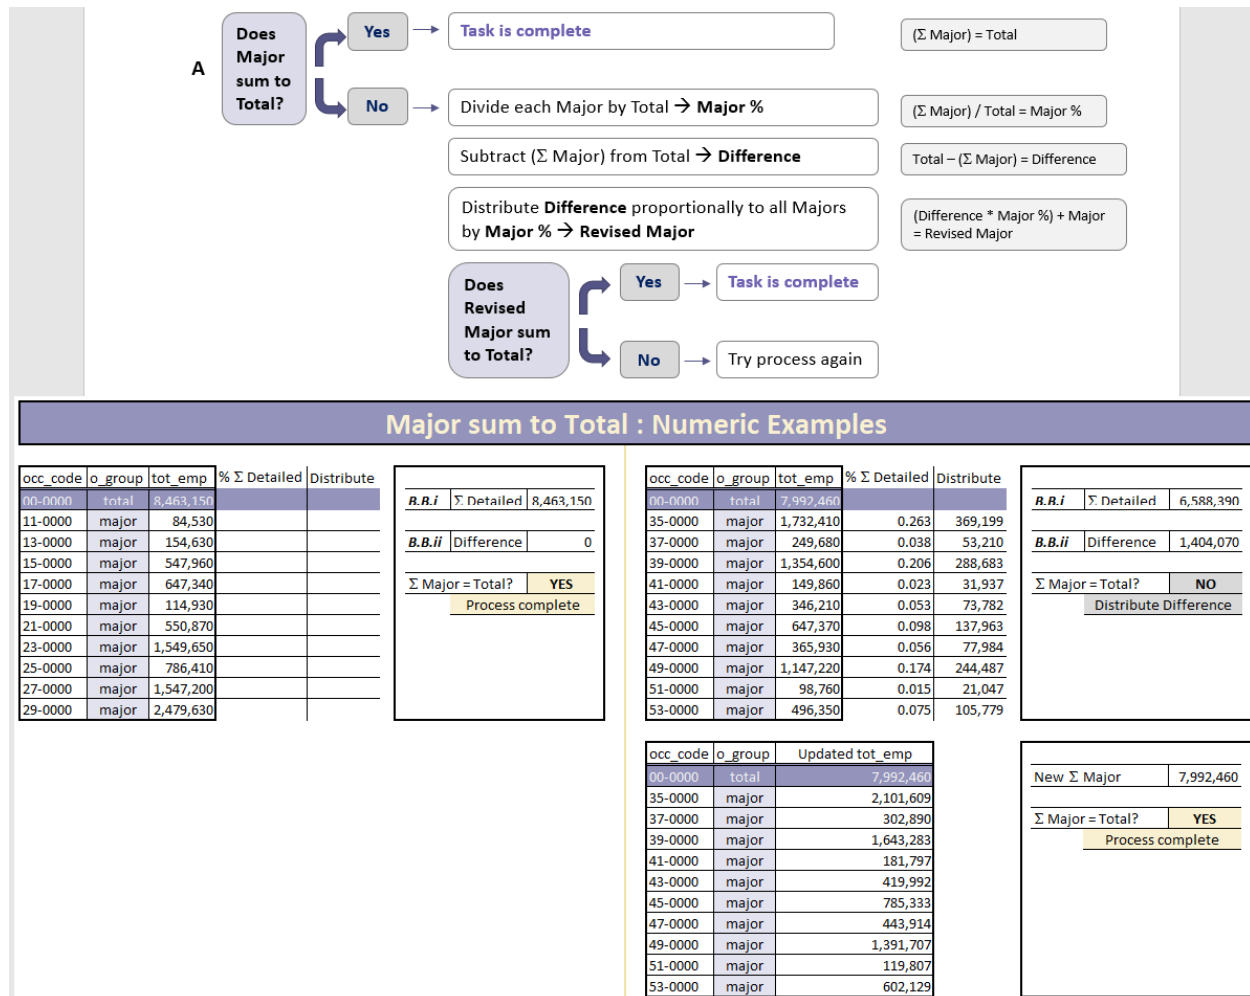 A
Does
Major
sum to
Total?
Yes
Task is complete
(Σ Major) = Total
No
Divide each Major by Total → Major %
(Σ Major) / Total = Major %
Subtract (Σ Major) from Total → Difference
Total – (Σ Major) = Difference
Distribute Difference proportionally to all Majors
by Major % → Revised Major
(Difference * Major %) + Major
= Revised Major
Does
Revised
Major sum
to Total?
Yes
Task is complete
No
Try process again
Major sum to Total : Numeric Examples
occ_code o_group tot_emp % Σ Detailed Distribute
00-0000 total 8,463,150
11-0000 major 84,530
13-0000 major 154,630
15-0000 major 547,960
17-0000 major 647,340
19-0000 major 114,930
21-0000 major 550,870
23-0000 major 1,549,650
25-0000 major 786,410
27-0000 major 1,547,200
29-0000 major 2,479,630
B.B.i Σ Detailed 8,463,150
B.B.ii Difference 0
Σ Major = Total? YES
Process complete
occ_code o_group tot_emp % Σ Detailed Distribute
00-0000 total 7,992,460
35-0000 major 1,732,410 0.263 369,199
37-0000 major 249,680 0.038 53,210
39-0000 major 1,354,600 0.206 288,683
41-0000 major 149,860 0.023 31,937
43-0000 major 346,210 0.053 73,782
45-0000 major 647,370 0.098 137,963
47-0000 major 365,930 0.056 77,984
49-0000 major 1,147,220 0.174 244,487
51-0000 major 98,760 0.015 21,047
53-0000 major 496,350 0.075 105,779
B.B.i Σ Detailed 6,588,390
B.B.ii Difference 1,404,070
Σ Major = Total? NO
Distribute Difference
occ_code o_group Updated tot_emp
00-0000 total 7,992,460
35-0000 major 2,101,609
37-0000 major 302,890
39-0000 major 1,643,283
41-0000 major 181,797
43-0000 major 419,992
45-0000 major 785,333
47-0000 major 443,914
49-0000 major 1,391,707
51-0000 major 119,807
53-0000 major 602,129
New Σ Major 7,992,460
Σ Major = Total? YES
Process complete